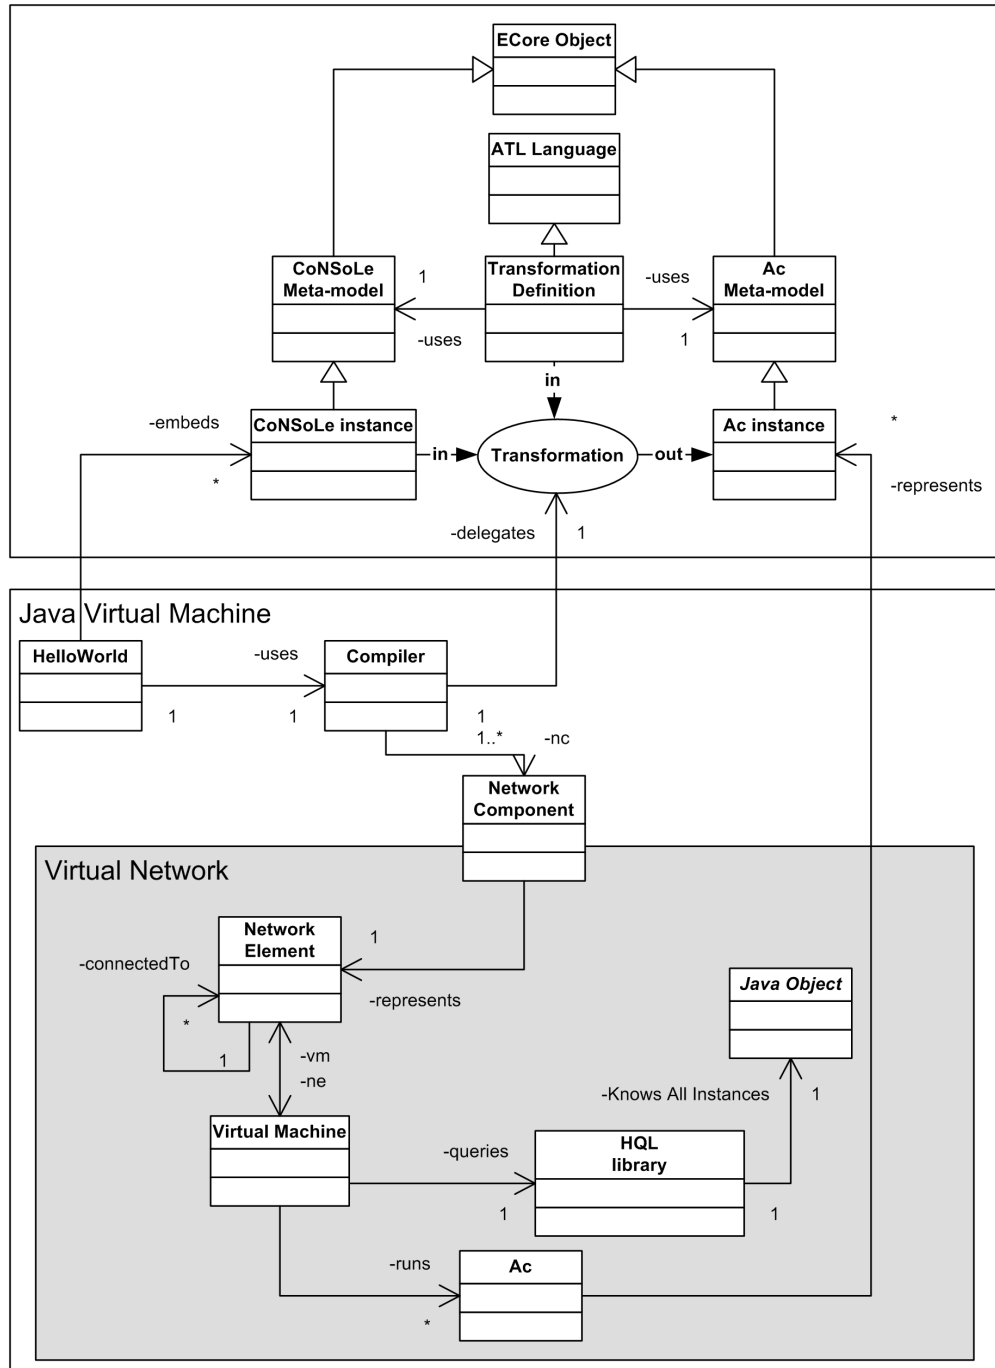 ECore Object
ATL Language
CoNSoLe
Meta-model
1
-uses
Transformation
Definition
-uses
1
Ac
Meta-model
in
-embeds
*
CoNSoLe instance
in
Transformation
out
Ac instance
*
-represents
-delegates
1
Java Virtual Machine
HelloWorld
-uses
1
1
Compiler
1
1..*
-nc
Network
Component
Virtual Network
Network
Element
1
-connectedTo
-represents
*
1
Java Object
-vm
-ne
-Knows All Instances
1
Virtual Machine
-queries
1
HQL
library
1
-runs
*
Ac